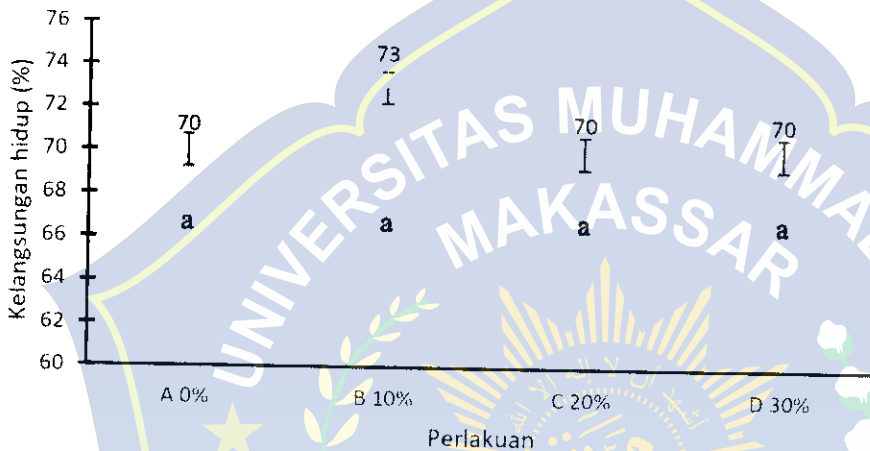 Kelangsungan hidup (%)
76
74
72
70
68
66
64
62
60
70
73
70
70
a
a
a
a
A 0%
B 10%
C 20%
D 30%
Perlakuan
UNIVERSITAS
MAKASSAR